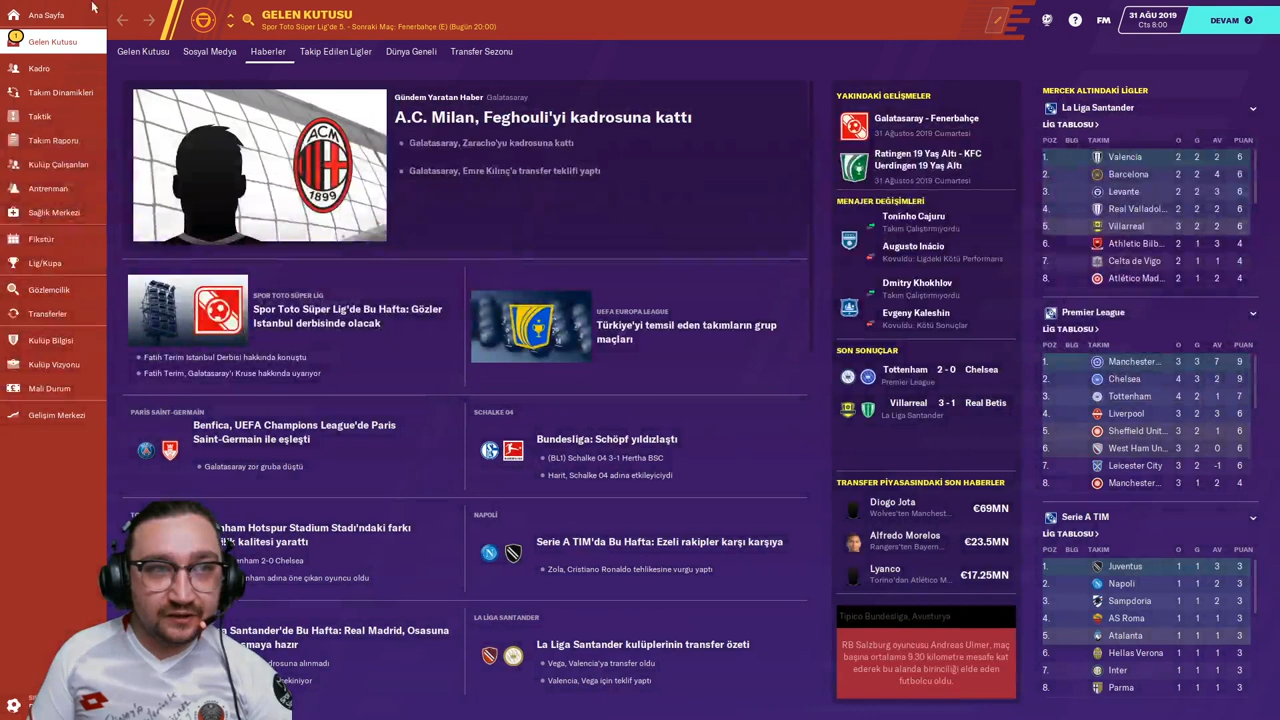 Ana Sayfa
1
Gelen Kutusu
Kadro
Takım Dinamikleri
Taktik
Takım Raporu
Kulüp Çalışanları
Antrenman
Sağlık Merkezi
Fikstür
Lig/Kupa
Gözlemcilik
Transferler
Kulüp Bilgisi
Kulüp Vizyonu
Mali Durum
Gelişim Merkezi
GELEN KUTUSU
Spor Toto Süper Lig'de 5. - Sonraki Maç: Fenerbahçe (E) (Bugün 20:00)
?
FM
31 AĞU 2019
Cts 8:00
DEVAM
Gelen Kutusu Sosyal Medya Haberler Takip Edilen Ligler Dünya Geneli Transfer Sezonu
ACM
1899
Gündem Yaratan Haber Galatasaray
A.C. Milan, Feghouli'yi kadrosuna kattı
Galatasaray, Zaracho'yu kadrosuna kattı
Galatasaray, Emre Kılınç'a transfer teklifi yaptı
SPOR TOTO SÜPER LİG
Spor Toto Süper Lig'de Bu Hafta: Gözler
Istanbul derbisinde olacak
Fatih Terim Istanbul Derbisi hakkında konuştu
Fatih Terim, Galatasaray'ı Kruse hakkında uyarıyor
UEFA EUROPA LEAGUE
Türkiye'yi temsil eden takımların grup
maçları
PARİS SAİNT-GERMAİN
Benfica, UEFA Champions League'de Paris
Saint-Germain ile eşleşti
Galatasaray zor gruba düştü
SCHALKE 04
Bundesliga: Schöpf yıldızlaştı
(BL1) Schalke 04 3-1 Hertha BSC
Harit, Schalke 04 adına etkileyiciydi
nham Hotspur Stadium Stadı'ndaki farkı
lik kalitesi yarattı
enham 2-0 Chelsea
nham adına öne çıkan oyuncu oldu
NAPOLİ
Serie A TIM'da Bu Hafta: Ezeli rakipler karşı karşıya
Zola, Cristiano Ronaldo tehlikesine vurgu yaptı
a Santander'de Bu Hafta: Real Madrid, Osasuna
şmaya hazır
adrosuna alınmadı
ekiniyor
LA LİGA SANTANDER
La Liga Santander kulüplerinin transfer özeti
Vega, Valencia'ya transfer oldu
Valencia, Vega için teklif yaptı
YAKINDAKİ GELİŞMELER
Galatasaray - Fenerbahçe
31 Ağustos 2019 Cumartesi
Ratingen 19 Yaş Altı - KFC
Uerdingen 19 Yaş Altı
31 Ağustos 2019 Cumartesi
MENAJER DEĞİŞİMLERİ
Toninho Cajuru
Takım Çalıştırmıyordu
Augusto Inácio
Kovuldu: Ligdeki Kötü Performans
Dmitry Khokhlov
Takım Çalıştırmıyordu
Evgeny Kaleshin
Kovuldu: Kötü Sonuçlar
SON SONUÇLAR
Tottenham 2 - 0 Chelsea
Premier League
Villarreal 3 - 1 Real Betis
La Liga Santander
TRANSFER PİYASASINDAKİ SON HABERLER
Diogo Jota
Wolves'ten Manchest...
€69MN
Alfredo Morelos
Rangers'ten Bayern...
€23.5MN
Lyanco
Torino'dan Atlético M...
€17.25MN
Tipico Bundesliga, Avusturya
RB Salzburg oyuncusu Andreas Ulmer, maç
başına ortalama 9.30 kilometre mesafe kat
ederek bu alanda birinciliği elde eden
futbolcu oldu.
MERCEK ALTINDAKİ LİGLER
La Liga Santander
LİG TABLOSU
POZ BLG TAKIM O G AV PUAN
1. Valencia 2 2 2 6
2. Barcelona 2 2 4 6
3. Levante 2 2 3 6
4. Real Valladol... 2 2 2 6
5. Villarreal 3 2 2 6
6. Athletic Bilb... 2 1 3 4
7. Celta de Vigo 2 1 1 4
8. Atlético Mad... 2 1 1 4
Premier League
LİG TABLOSU
POZ BLG TAKIM O G AV PUAN
1. Manchester... 3 3 7 9
2. Chelsea 4 3 2 9
3. Tottenham 4 2 1 7
4. Liverpool 3 2 3 6
5. Sheffield Unit... 3 2 1 6
6. West Ham Un... 3 2 0 6
7. Leicester City 3 2 -1 6
8. Manchester... 3 1 2 4
Serie A TIM
LİG TABLOSU
POZ BLG TAKIM O G AV PUAN
1. Juventus 1 1 3 3
2. Napoli 1 1 2 3
3. Sampdoria 1 1 2 3
4. AS Roma 1 1 1 3
5. Atalanta 1 1 1 3
6. Hellas Verona 1 1 1 3
7. Inter 1 1 1 3
8. Parma 1 1 1 3